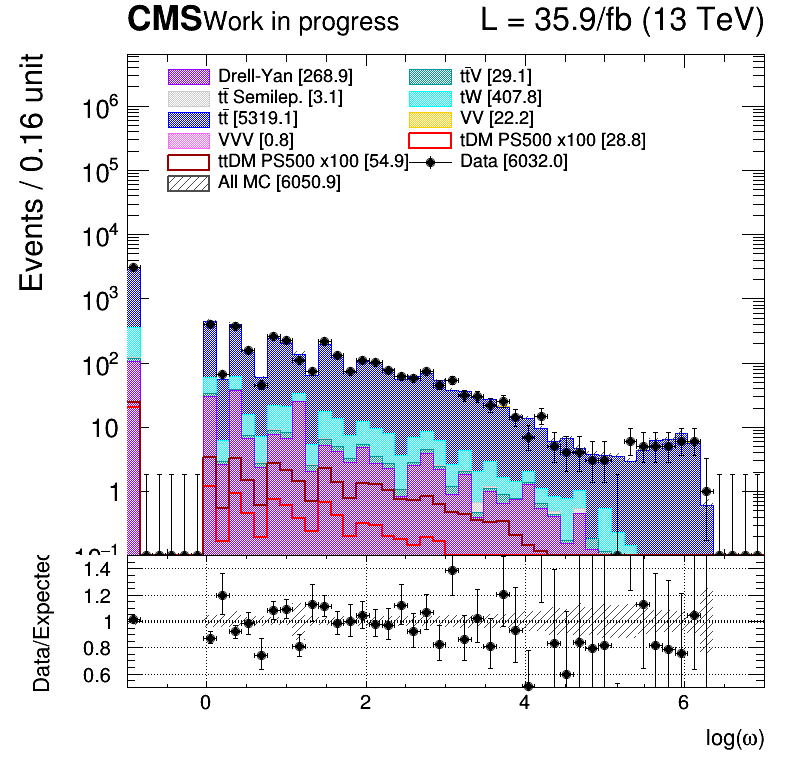 CMS Work in progress L = 35.9/fb (13 TeV)
Events / 0.16 unit
Drell-Yan [268.9] tt̄V [29.1]
tt̄ Semilep. [3.1] tW [407.8]
tt̄ [5319.1] VV [22.2]
VVV [0.8] tDM PS500 x100 [28.8]
ttDM PS500 x100 [54.9] Data [6032.0]
All MC [6050.9]
10⁶
10⁵
10⁴
10³
10²
10
1
10⁻¹
Data/Expected
1.4
1.2
1
0.8
0.6
0 2 4 6
log(ω)